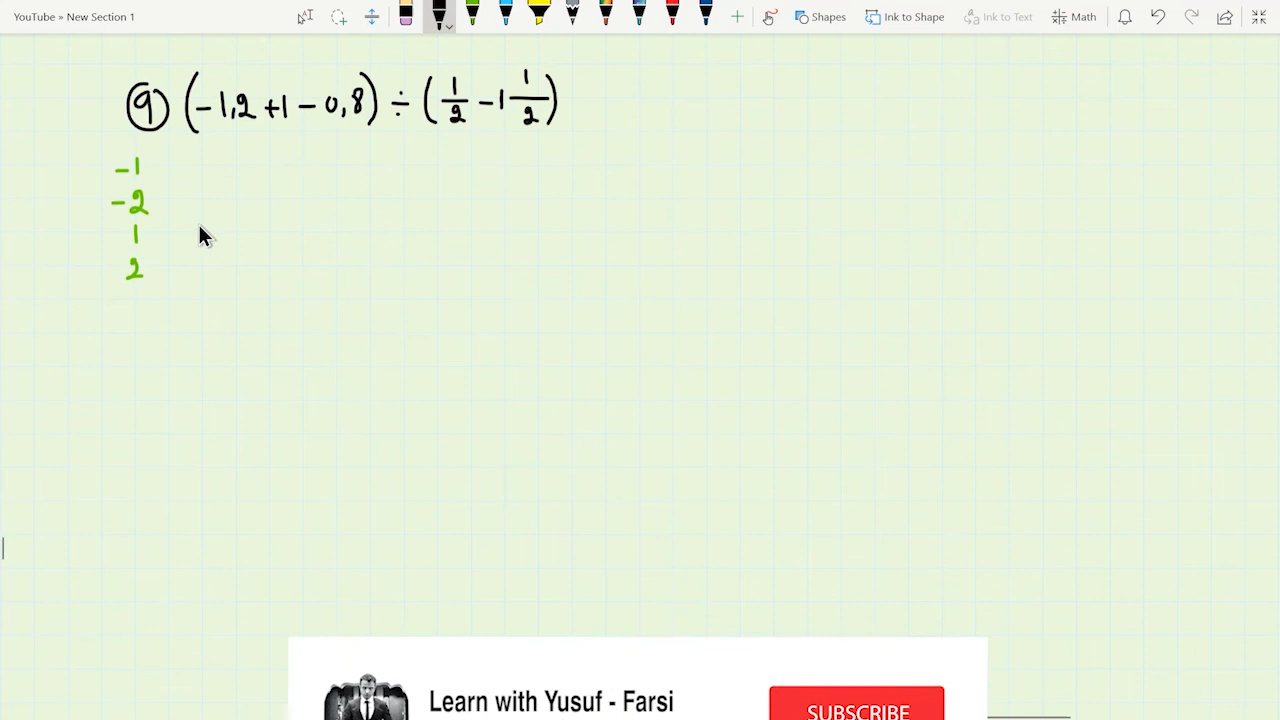 YouTube » New Section 1
Shapes Ink to Shape Ink to Text Math
9 (-1,2 +1 - 0,8) ÷ (1/2 - 1 1/2)
-1
-2
1
2
Learn with Yusuf - Farsi
SUBSCRIBE